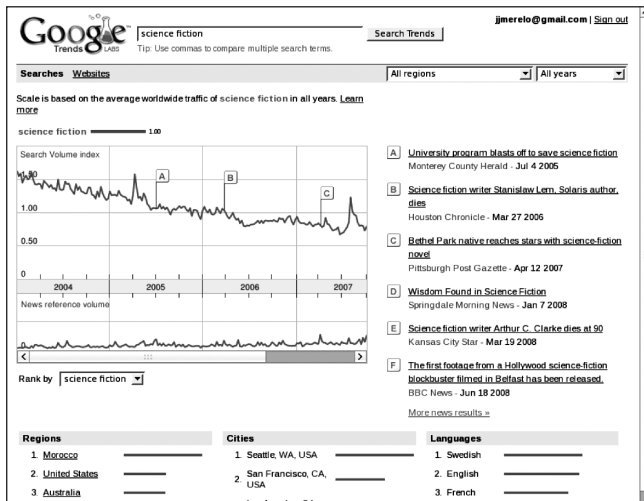 jjmerelo@gmail.com | Sign out
Google
Trends LABS
science fiction
Search Trends
Tip: Use commas to compare multiple search terms.
Searches Websites
All regions
All years
Scale is based on the average worldwide traffic of science fiction in all years. Learn
more
science fiction 1.00
Search Volume index
1.50
1.00
0.50
0
A
B
C
2004 2005 2006 2007
News reference volume
0
Rank by science fiction
A University program blasts off to save science fiction
Monterey County Herald - Jul 4 2005
B Science fiction writer Stanislaw Lem, Solaris author,
dies
Houston Chronicle - Mar 27 2006
C Bethel Park native reaches stars with science-fiction
novel
Pittsburgh Post Gazette - Apr 12 2007
D Wisdom Found in Science Fiction
Springdale Morning News - Jan 7 2008
E Science fiction writer Arthur C. Clarke dies at 90
Kansas City Star - Mar 19 2008
F The first footage from a Hollywood science-fiction
blockbuster filmed in Belfast has been released.
BBC News - Jun 18 2008
More news results »
Regions
1. Morocco
2. United States
3. Australia
Cities
1. Seattle, WA, USA
2. San Francisco, CA,
USA
Languages
1. Swedish
2. English
3. French